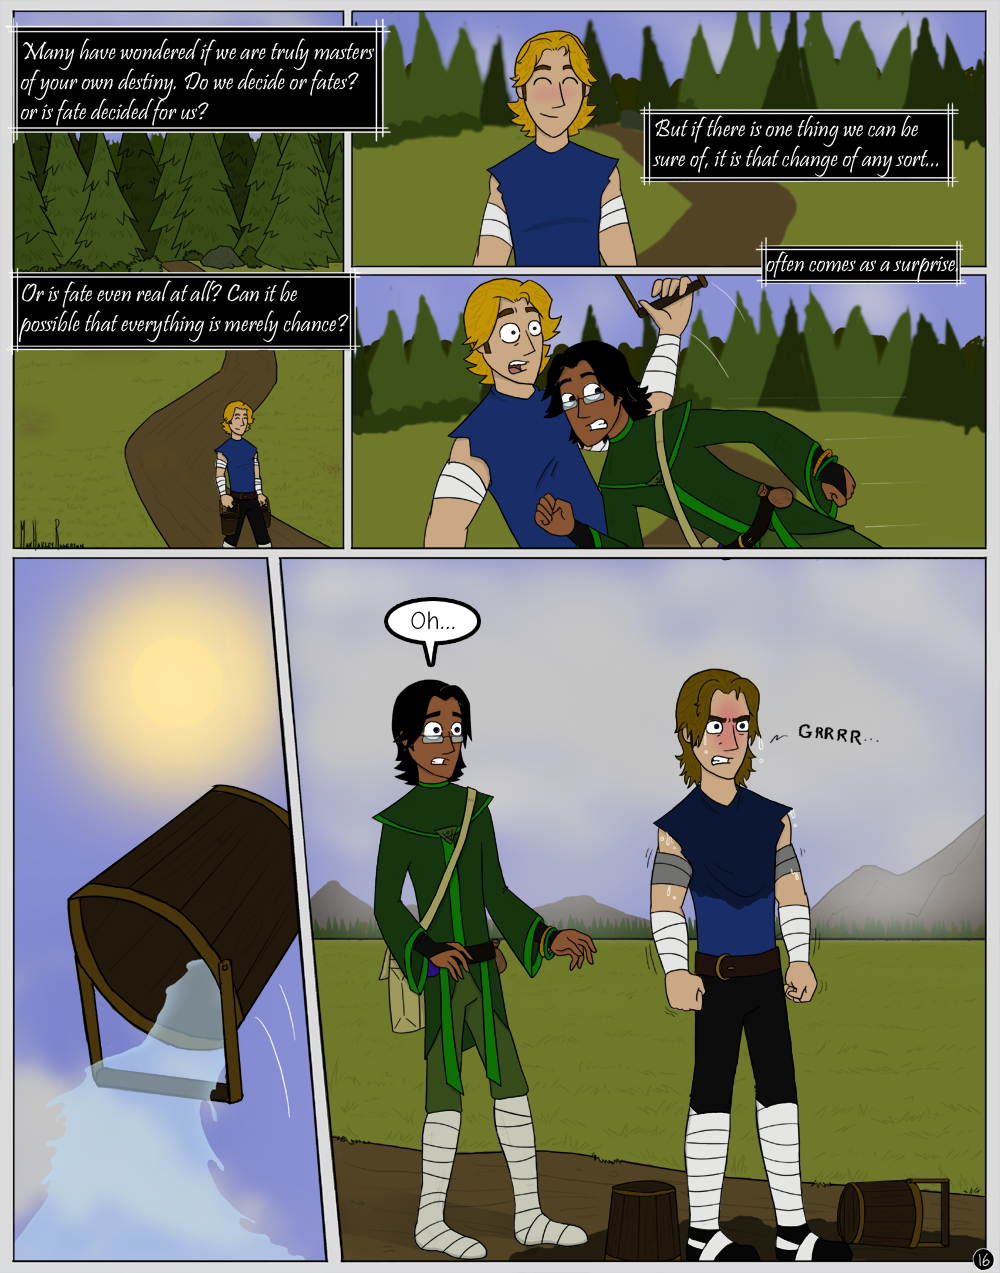 Many have wondered if we are truly masters
of your own destiny. Do we decide or fates?
or is fate decided for us?
Or is fate even real at all? Can it be
possible that everything is merely chance?
But if there is one thing we can be
sure of, it is that change of any sort...
often comes as a surprise
Oh...
GRRRR...
16